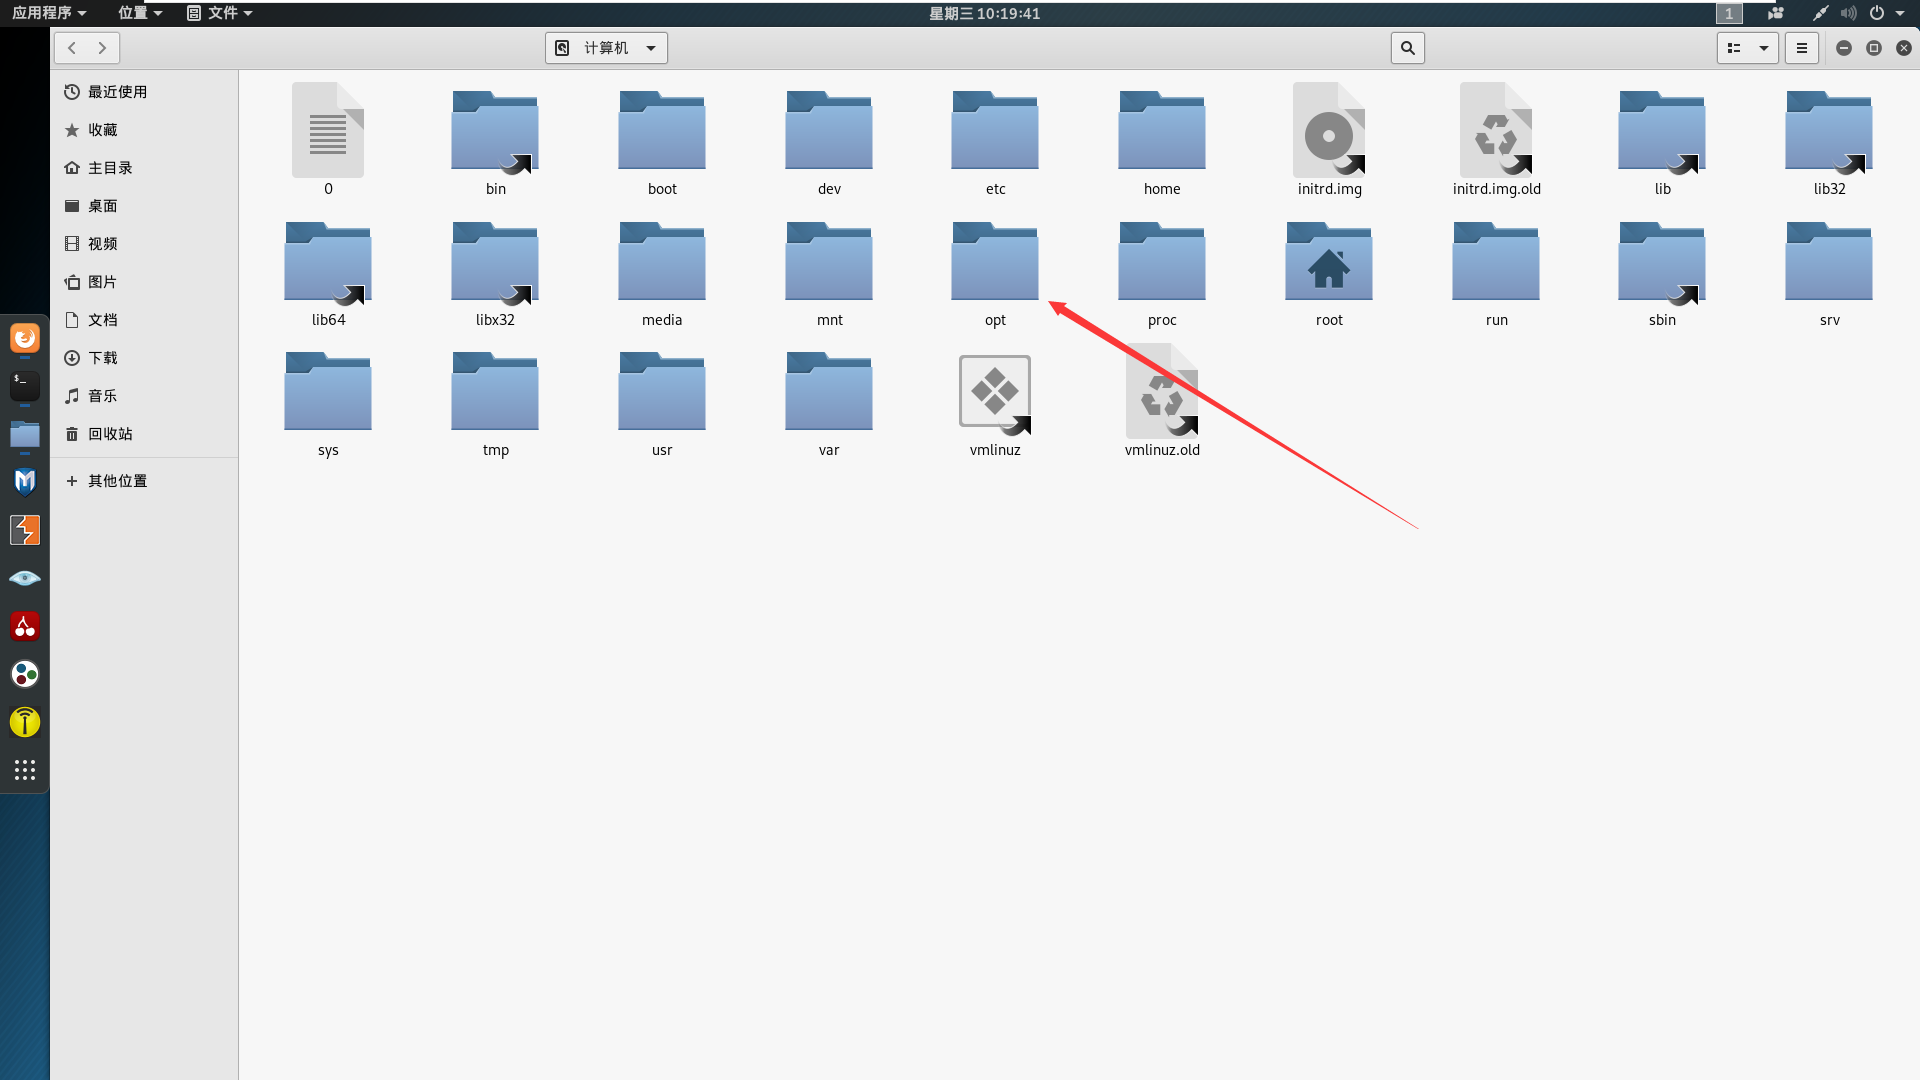 应用程序 位置 文件 星期三 10:19:41 1
计算机
最近使用
收藏
主目录
桌面
视频
图片
文档
下载
音乐
回收站
其他位置
0 bin boot dev etc home initrd.img initrd.img.old lib lib32
lib64 libx32 media mnt opt proc root run sbin srv
sys tmp usr var vmlinuz vmlinuz.old
$_